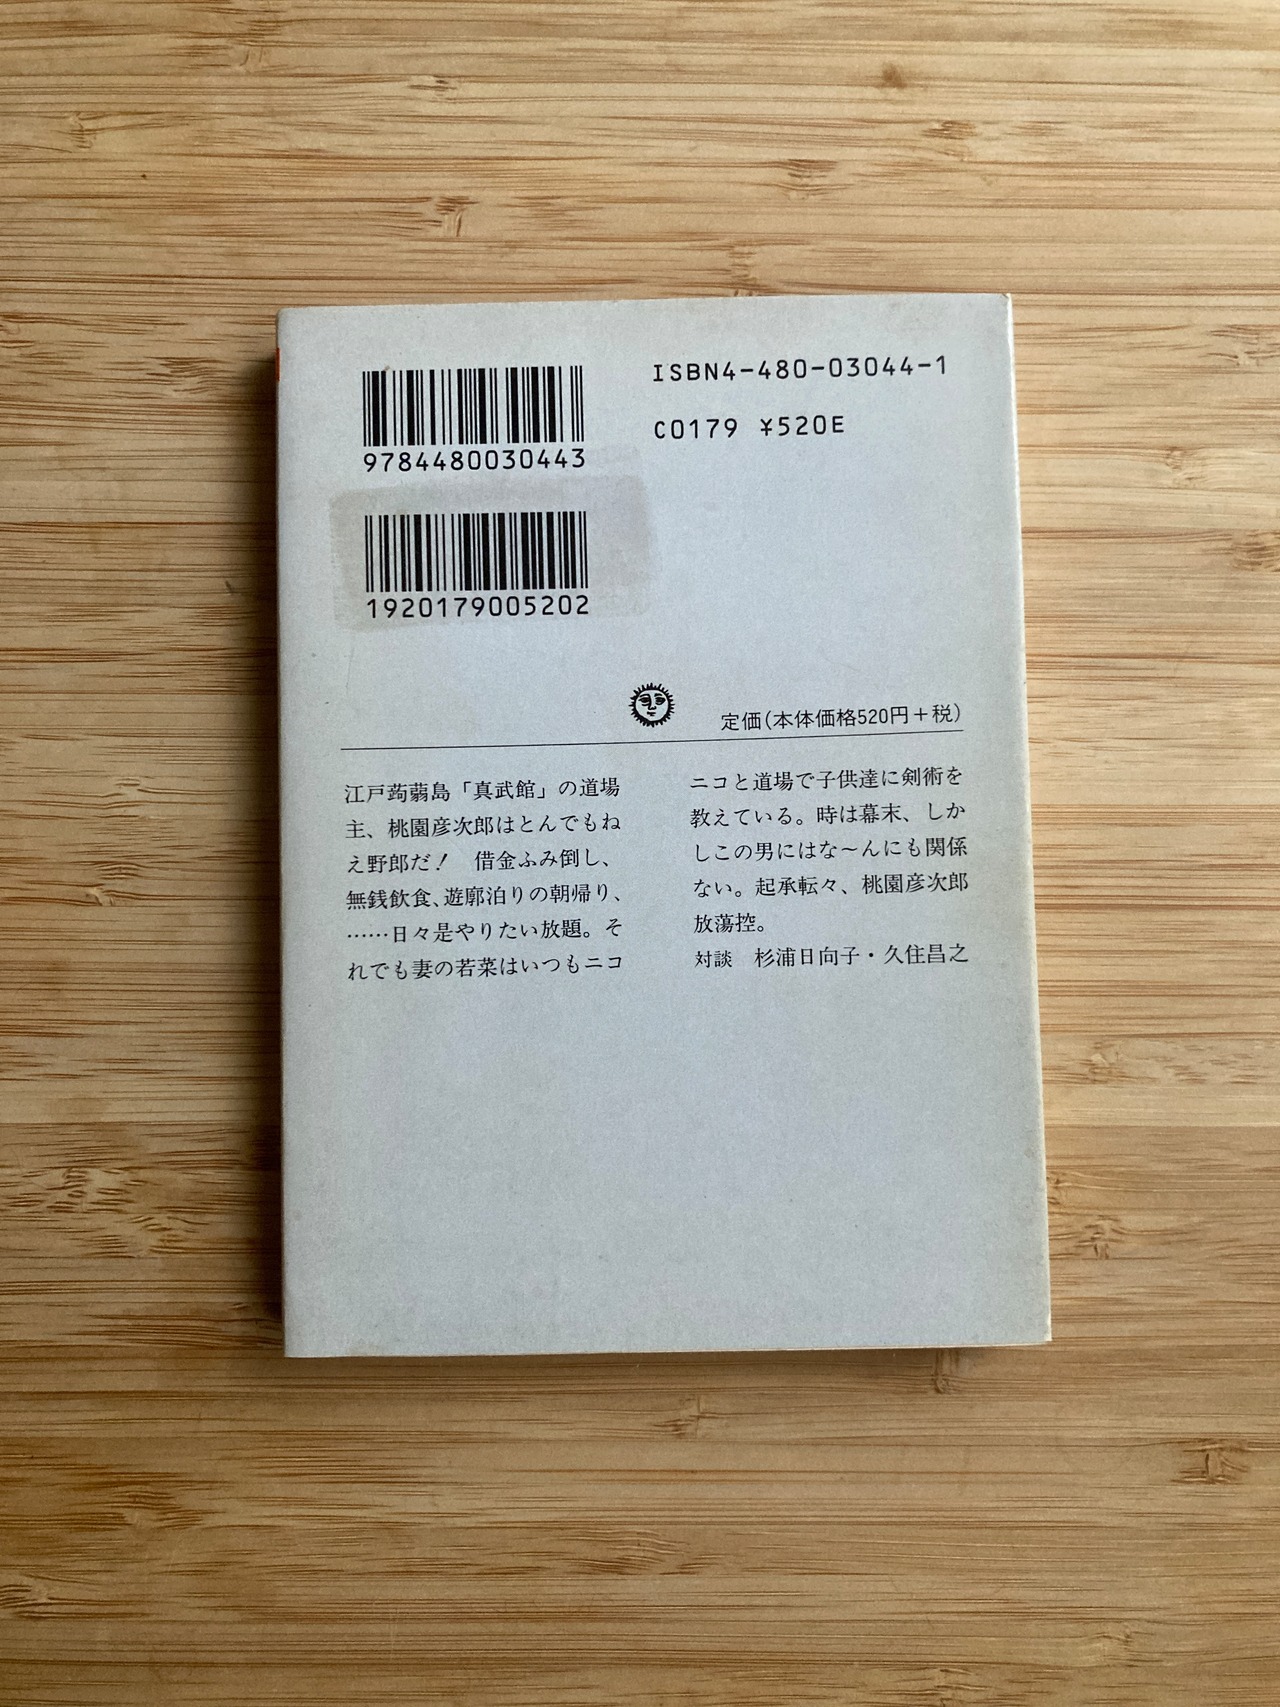 9784480030443
ISBN4-480-03044-1
C0179 ¥520E
1920179005202
定価(本体価格520円+税)
江戸蒟蒻島「真武館」の道場
主、桃園彦次郎はとんでもね
え野郎だ! 借金ふみ倒し、
無銭飲食、遊廓泊りの朝帰り、
……日々是やりたい放題。そ
れでも妻の若菜はいつもニコ
ニコと道場で子供達に剣術を
教えている。時は幕末、しか
しこの男にはな〜んにも関係
ない。起承転々、桃園彦次郎
放蕩控。
対談 杉浦日向子・久住昌之